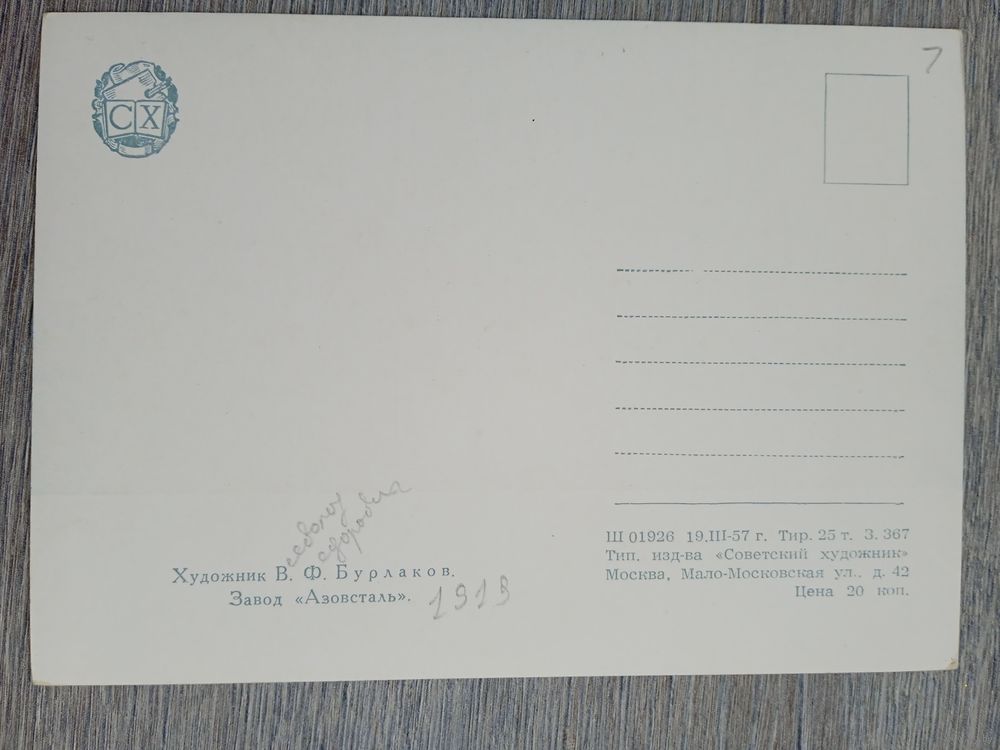 СХ
7
Художник В. Ф. Бурлаков.
Завод «Азовсталь».
1919
Ш 01926 19.III-57 г. Тир. 25 т. З. 367
Тип. изд-ва «Советский художник»
Москва, Мало-Московская ул., д. 42
Цена 20 коп.